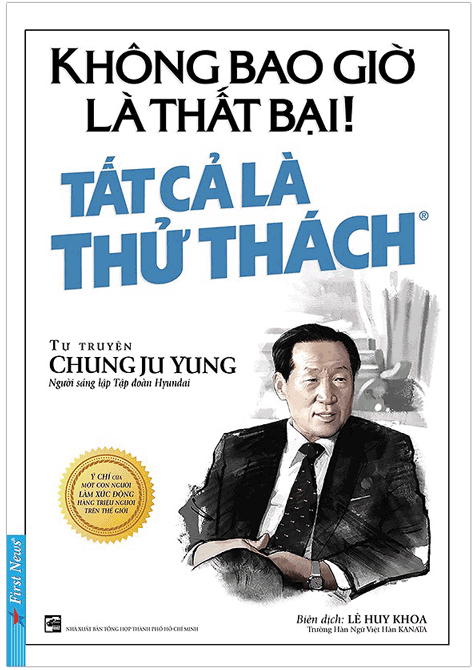 KHÔNG BAO GIỜ
LÀ THẤT BẠI!
TẤT CẢ LÀ
THỬ THÁCH®
TỰ TRUYỆN
CHUNG JU YUNG
Người sáng lập Tập đoàn Hyundai
Ý CHÍ CỦA
MỘT CON NGƯỜI
LÀM XÚC ĐỘNG
HÀNG TRIỆU NGƯỜI
TRÊN THẾ GIỚI
First News
NHÀ XUẤT BẢN TỔNG HỢP THÀNH PHỐ HỒ CHÍ MINH
Biên dịch: LÊ HUY KHOA
Trường Hàn Ngữ Việt Hàn KANATA